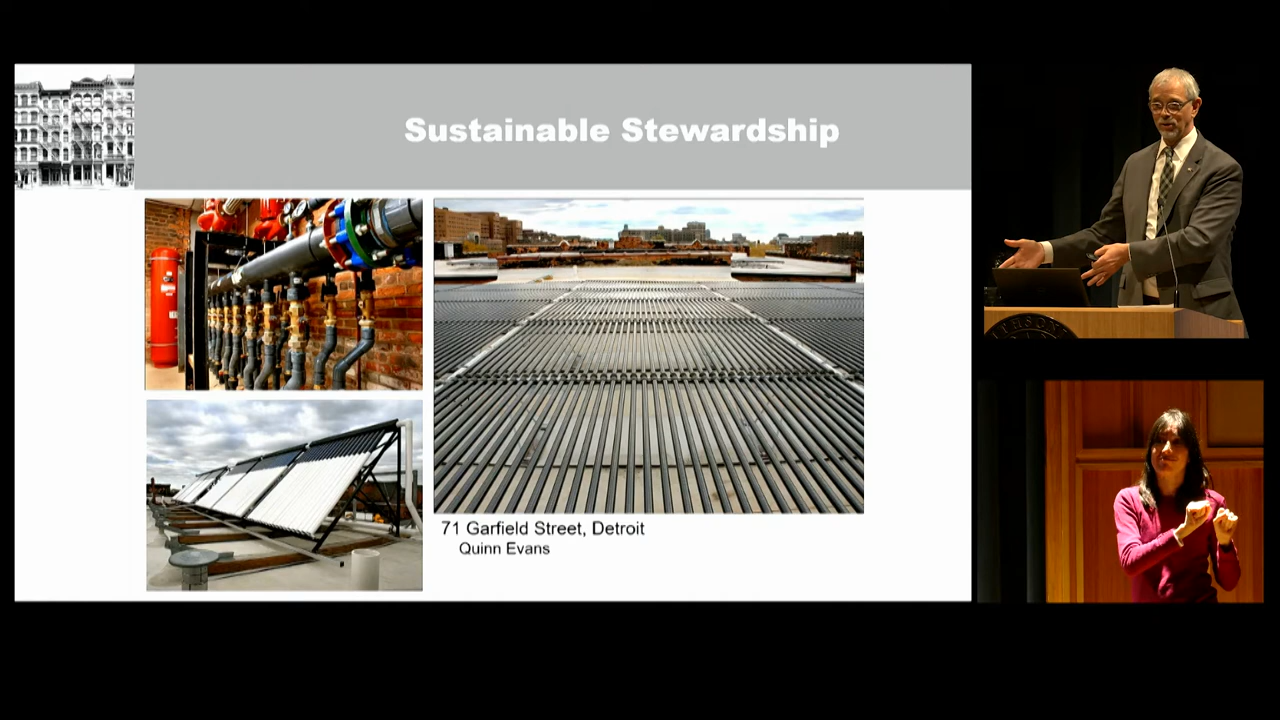 Sustainable Stewardship
71 Garfield Street, Detroit
Quinn Evans